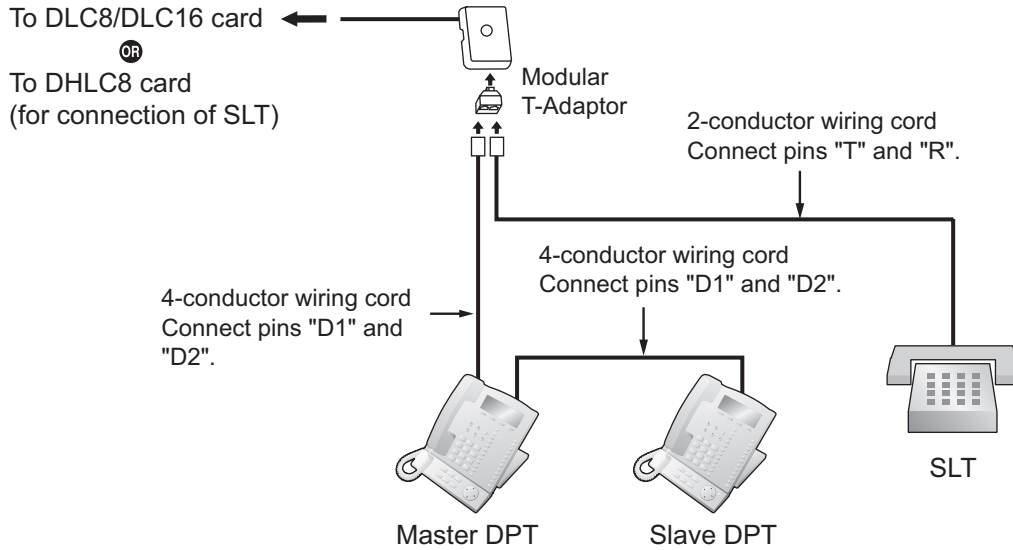 To DLC8/DLC16 card
OR
To DHLC8 card
(for connection of SLT)
Modular
T-Adaptor
2-conductor wiring cord
Connect pins "T" and "R".
4-conductor wiring cord
Connect pins "D1" and "D2".
4-conductor wiring cord
Connect pins "D1" and
"D2".
SLT
Master DPT
Slave DPT